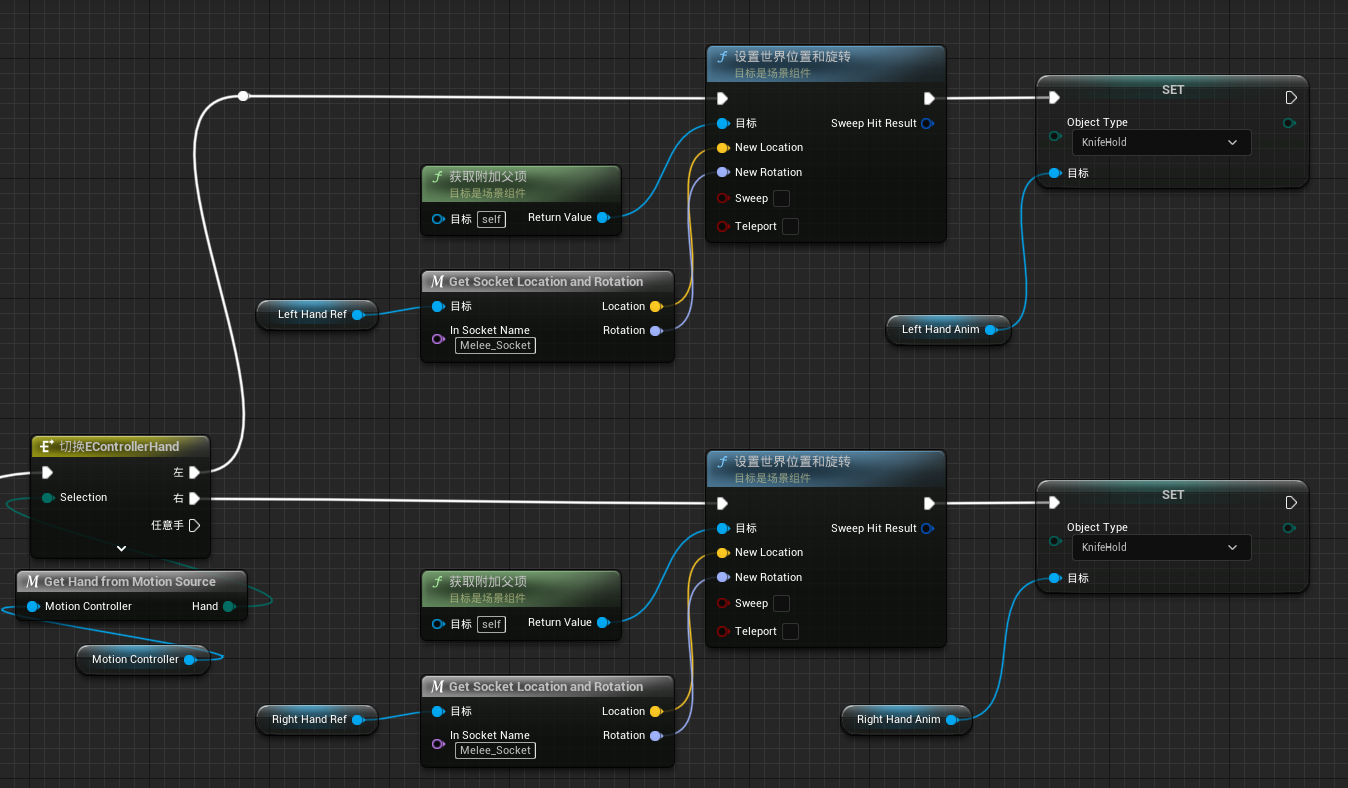 设置世界位置和旋转
目标是场景组件
目标
Sweep Hit Result
New Location
New Rotation
Sweep
Teleport
SET
Object Type
KnifeHold
目标
获取附加父项
目标是场景组件
目标
self
Return Value
Get Socket Location and Rotation
目标
Location
In Socket Name
Rotation
Melee_Socket
Left Hand Ref
Left Hand Anim
切换EControllerHand
左
Selection
右
任意手
Get Hand from Motion Source
Motion Controller
Hand
Motion Controller
设置世界位置和旋转
目标是场景组件
目标
Sweep Hit Result
New Location
New Rotation
Sweep
Teleport
SET
Object Type
KnifeHold
目标
获取附加父项
目标是场景组件
目标
self
Return Value
Get Socket Location and Rotation
目标
Location
In Socket Name
Rotation
Melee_Socket
Right Hand Ref
Right Hand Anim